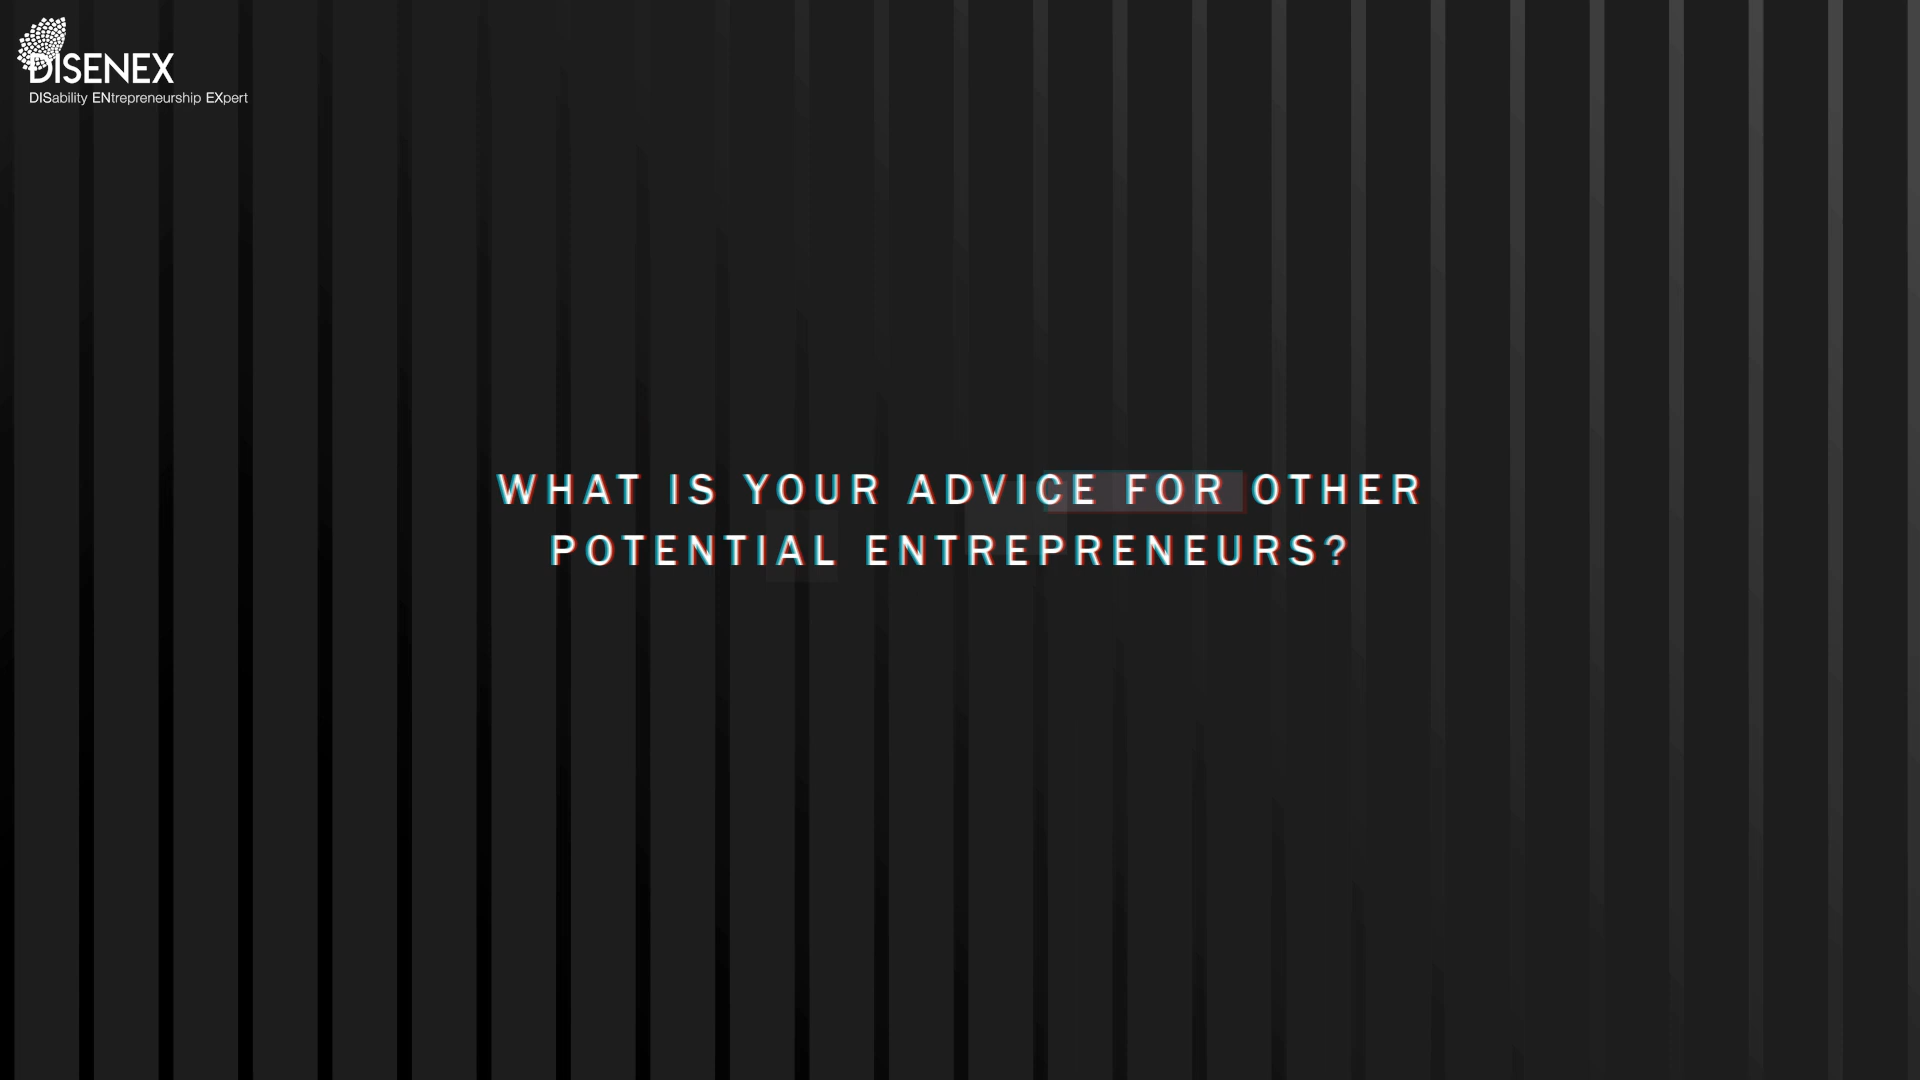 DISENEX
DISability ENtrepreneurship EXpert
WHAT IS YOUR ADVICE FOR OTHER
POTENTIAL ENTREPRENEURS?